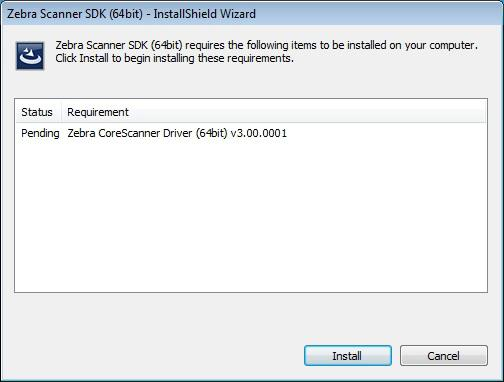 Zebra Scanner SDK (64bit) - InstallShield Wizard
Zebra Scanner SDK (64bit) requires the following items to be installed on your computer.
Click Install to begin installing these requirements.
Status Requirement
Pending Zebra CoreScanner Driver (64bit) v3.00.0001
Install Cancel